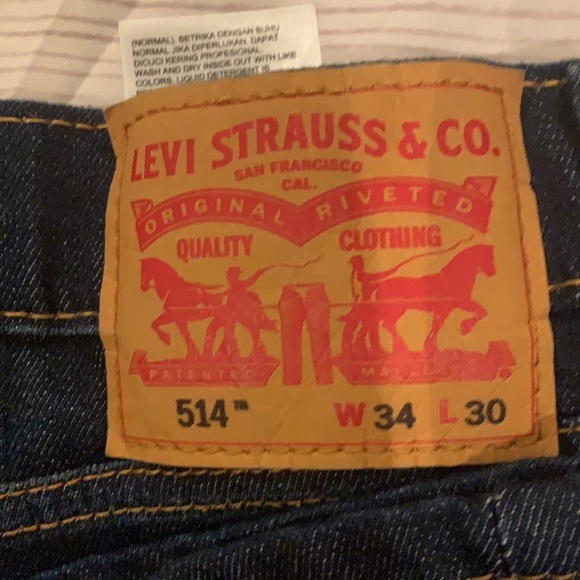 (NORMAL). SETRIKA DENGAN SUHU
NORMAL JIKA DIPERLUKAN. DAPAT
DICUCI KERING PROFESIONAL.
WASH AND DRY INSIDE OUT WITH LIKE
COLORS. LIQUID DETERGENT IS
LEVI STRAUSS & CO.
SAN FRANCISCO
CAL.
ORIGINAL RIVETED
QUALITY CLOTHING
PATENTED
514™ W 34 L 30